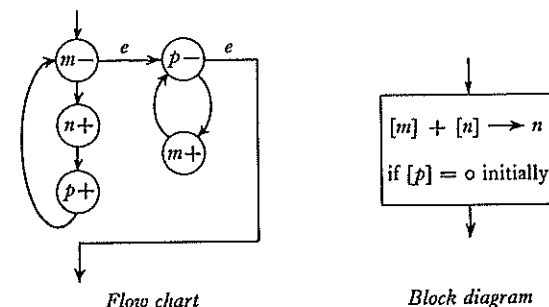 e
e
m−
p−
n+
m+
p+
[m] + [n] ⟶ n
if [p] = 0 initially
Flow chart
Block diagram